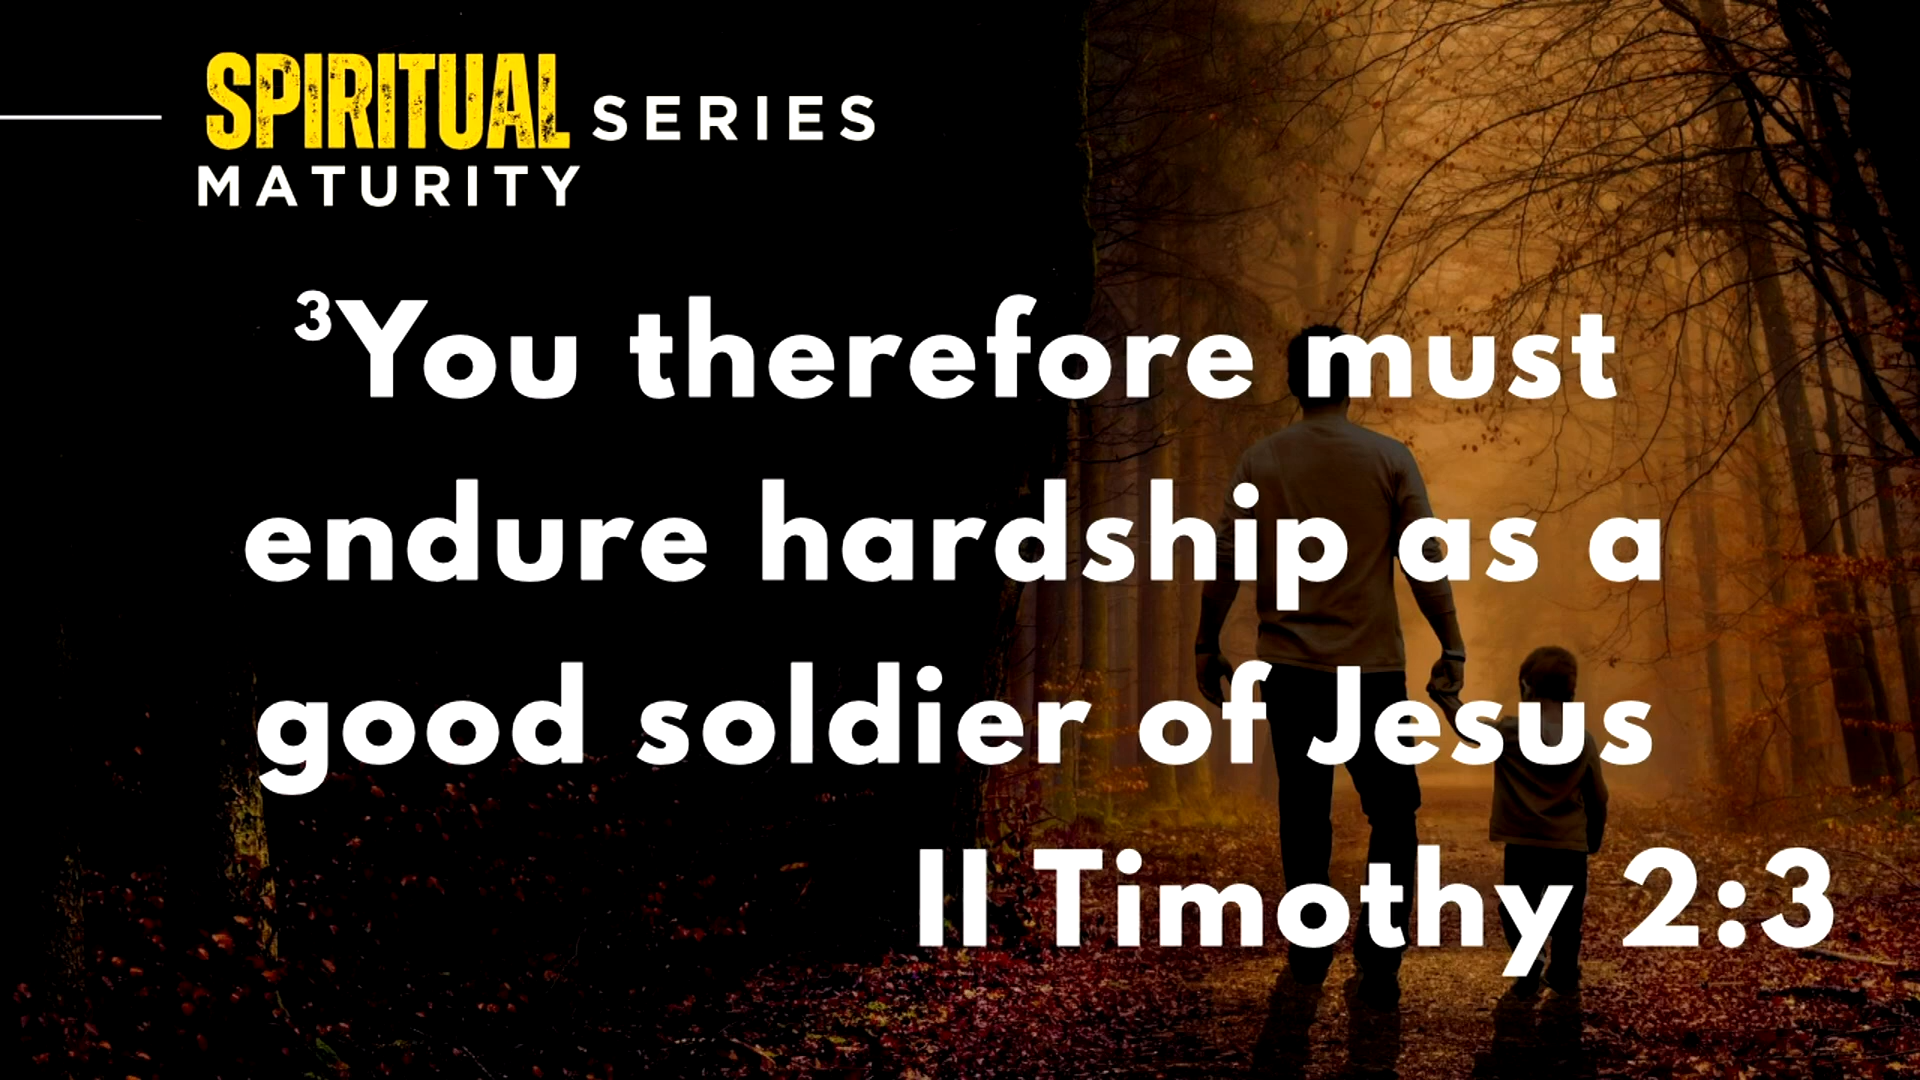 SPIRITUAL SERIES
MATURITY
³You therefore must
endure hardship as a
good soldier of Jesus
II Timothy 2:3